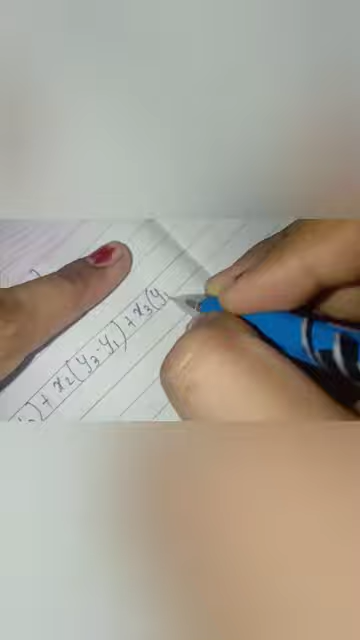 ) + x₂(y₃-y₁) + x₃(y